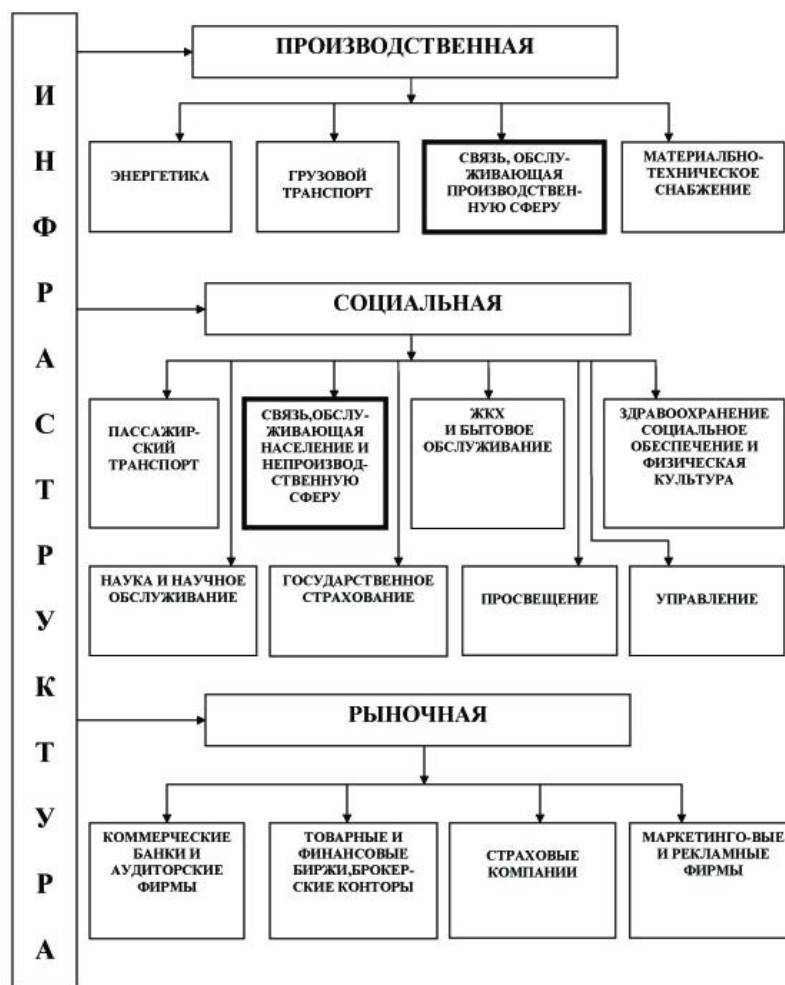 ИНФРАСТРУКТУРА
ПРОИЗВОДСТВЕННАЯ
ЭНЕРГЕТИКА
ГРУЗОВОЙ
ТРАНСПОРТ
СВЯЗЬ, ОБСЛУ-
ЖИВАЮЩАЯ
ПРОИЗВОДСТВЕН-
НУЮ СФЕРУ
МАТЕРИАЛБНО-
ТЕХНИЧЕСКОЕ
СНАБЖЕНИЕ
СОЦИАЛЬНАЯ
ПАССАЖИР-
СКИЙ
ТРАНСПОРТ
СВЯЗЬ,ОБСЛУ-
ЖИВАЮЩАЯ
НАСЕЛЕНИЕ И
НЕПРОИЗВОД-
СТВЕННУЮ
СФЕРУ
ЖКХ
И БЫТОВОЕ
ОБСЛУЖИВАНИЕ
ЗДРАВООХРАНЕНИЕ
СОЦИАЛЬНОЕ
ОБЕСПЕЧЕНИЕ И
ФИЗИЧЕСКАЯ
КУЛЬТУРА
НАУКА И НАУЧНОЕ
ОБСЛУЖИВАНИЕ
ГОСУДАРСТВЕННОЕ
СТРАХОВАНИЕ
ПРОСВЕЩЕНИЕ
УПРАВЛЕНИЕ
РЫНОЧНАЯ
КОММЕРЧЕСКИЕ
БАНКИ И
АУДИТОРСКИЕ
ФИРМЫ
ТОВАРНЫЕ И
ФИНАНСОВЫЕ
БИРЖИ,БРОКЕР-
СКИЕ КОНТОРЫ
СТРАХОВЫЕ
КОМПАНИИ
МАРКЕТИНГО-ВЫЕ
И РЕКЛАМНЫЕ
ФИРМЫ